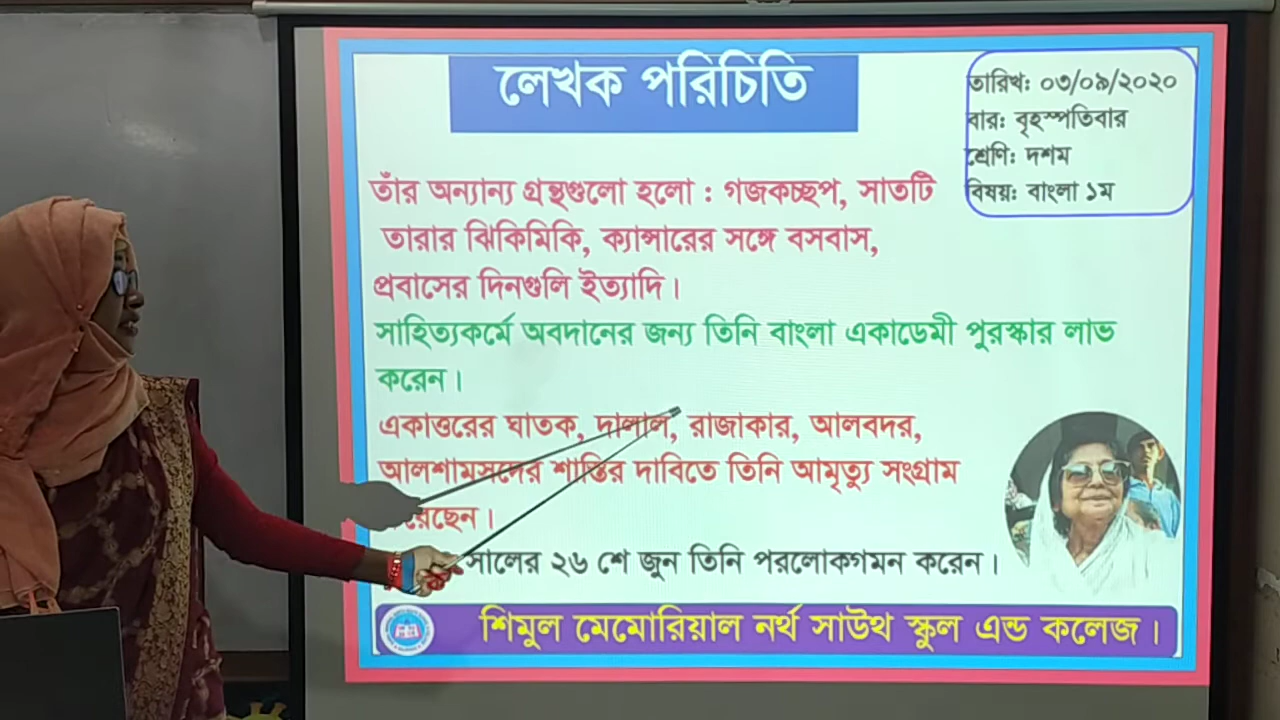 লেখক পরিচিতি
তারিখ: ০৩/০৯/২০২০
বার: বৃহস্পতিবার
শ্রেণি: দশম
বিষয়: বাংলা ১ম
তাঁর অন্যান্য গ্রন্থগুলো হলো : গজকচ্ছপ, সাতটি
তারার ঝিকিমিকি, ক্যান্সারের সঙ্গে বসবাস,
প্রবাসের দিনগুলি ইত্যাদি।
সাহিত্যকর্মে অবদানের জন্য তিনি বাংলা একাডেমী পুরস্কার লাভ
করেন।
একাত্তরের ঘাতক, দালাল, রাজাকার, আলবদর,
আলশামসদের শাস্তির দাবিতে তিনি আমৃত্যু সংগ্রাম
সালের ২৬ শে জুন তিনি পরলোকগমন করেন।
শিমুল মেমোরিয়াল নর্থ সাউথ স্কুল এন্ড কলেজ।